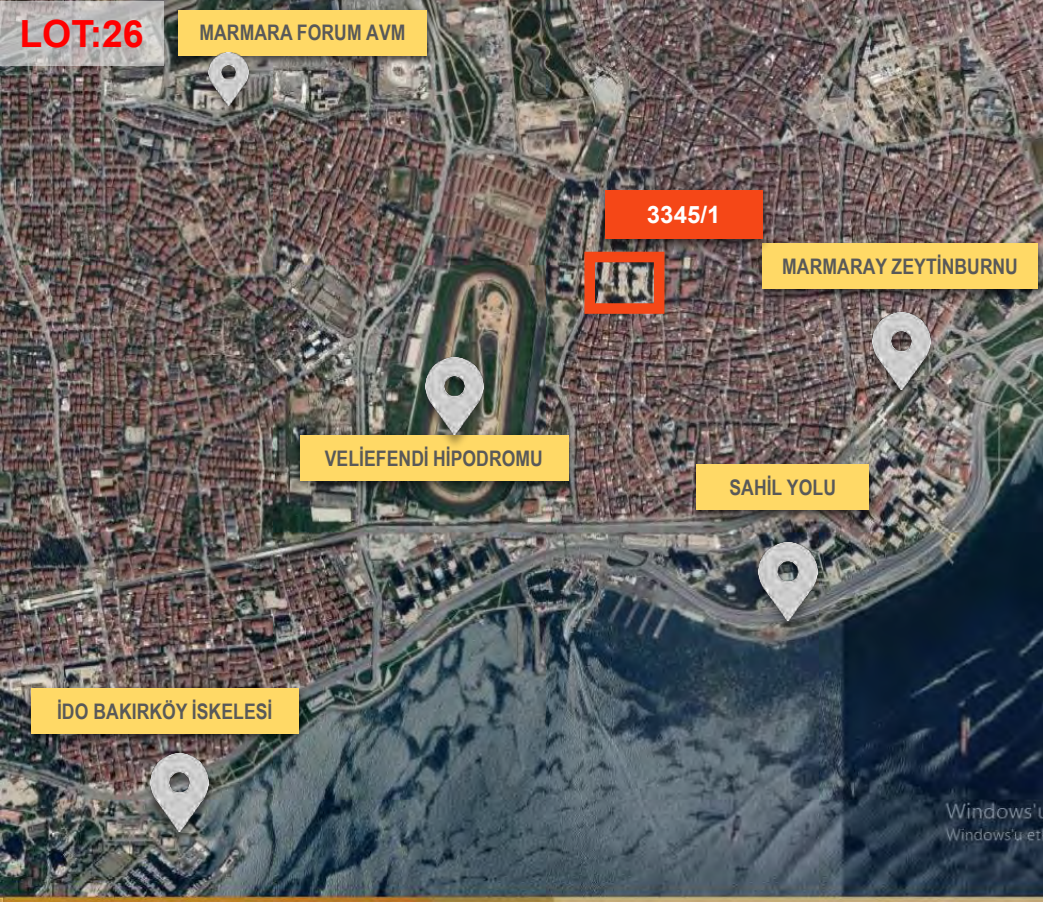 LOT:26
MARMARA FORUM AVM
3345/1
MARMARAY ZEYTİNBURNU
VELİEFENDİ HİPODROMU
SAHİL YOLU
İDO BAKIRKÖY İSKELESİ
Windows'u
Windows'u etk